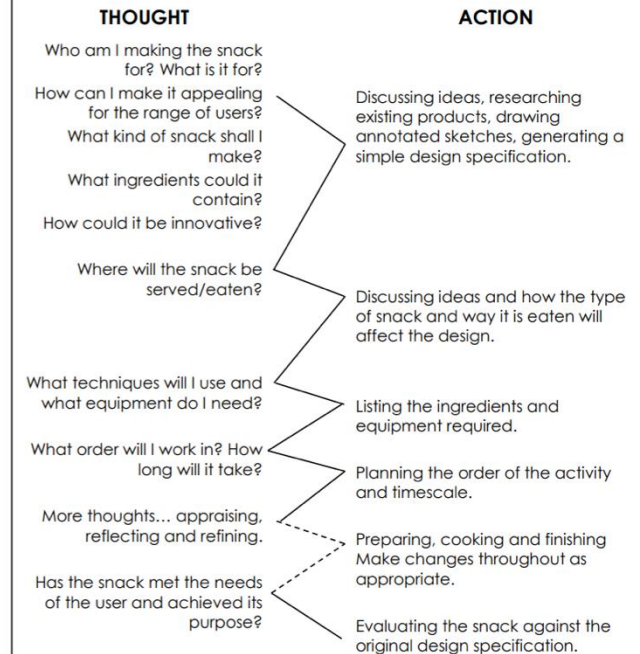 THOUGHT
Who am I making the snack
for? What is it for?
How can I make it appealing
for the range of users?
What kind of snack shall I
make?
What ingredients could it
contain?
How could it be innovative?
Where will the snack be
served/eaten?
What techniques will I use and
what equipment do I need?
What order will I work in? How
long will it take?
More thoughts… appraising,
reflecting and refining.
Has the snack met the needs
of the user and achieved its
purpose?
ACTION
Discussing ideas, researching
existing products, drawing
annotated sketches, generating a
simple design specification.
Discussing ideas and how the type
of snack and way it is eaten will
affect the design.
Listing the ingredients and
equipment required.
Planning the order of the activity
and timescale.
Preparing, cooking and finishing
Make changes throughout as
appropriate.
Evaluating the snack against the
original design specification.